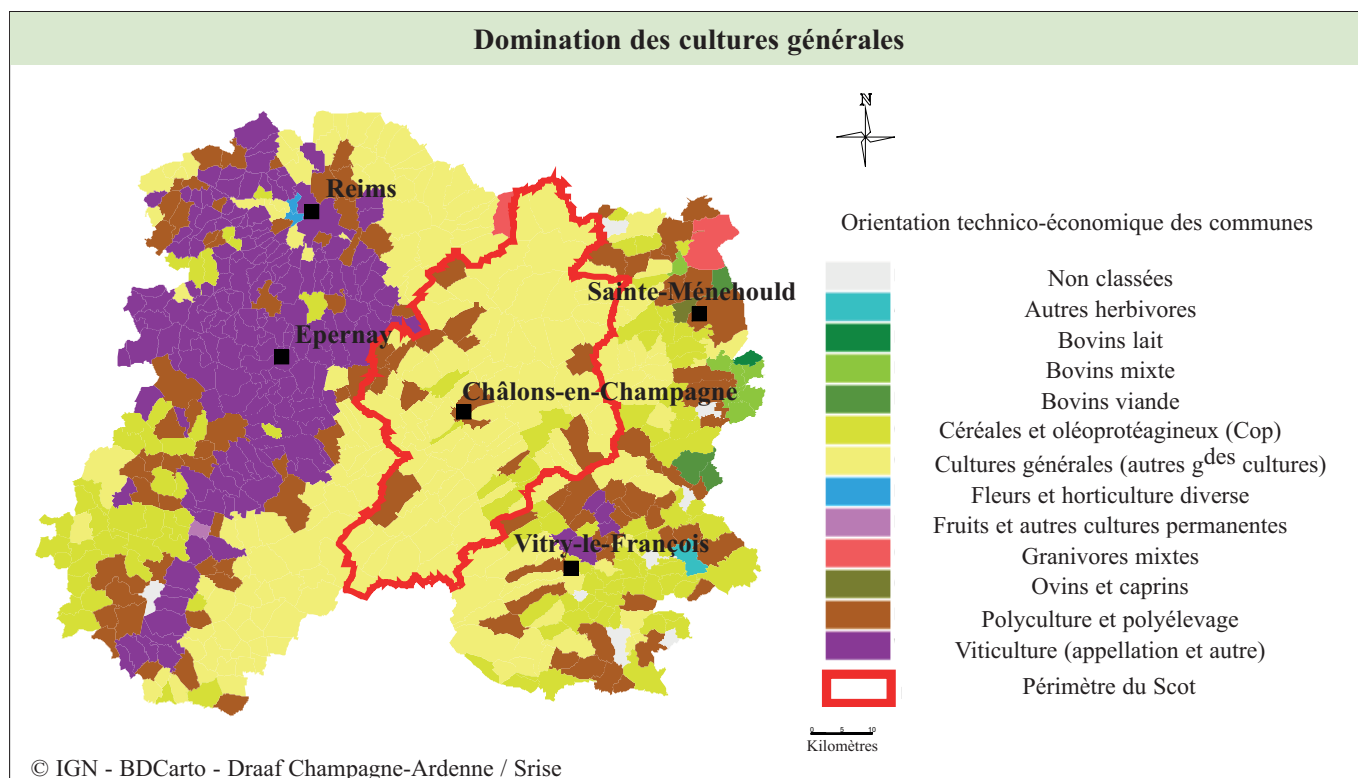 Domination des cultures générales
N
Reims
Sainte-Ménehould
Epernay
Châlons-en-Champagne
Vitry-le-François
Orientation technico-économique des communes
Non classées
Autres herbivores
Bovins lait
Bovins mixte
Bovins viande
Céréales et oléoprotéagineux (Cop)
Cultures générales (autres gdes cultures)
Fleurs et horticulture diverse
Fruits et autres cultures permanentes
Granivores mixtes
Ovins et caprins
Polyculture et polyélevage
Viticulture (appellation et autre)
Périmètre du Scot
0 5 10
Kilomètres
© IGN - BDCarto - Draaf Champagne-Ardenne / Srise